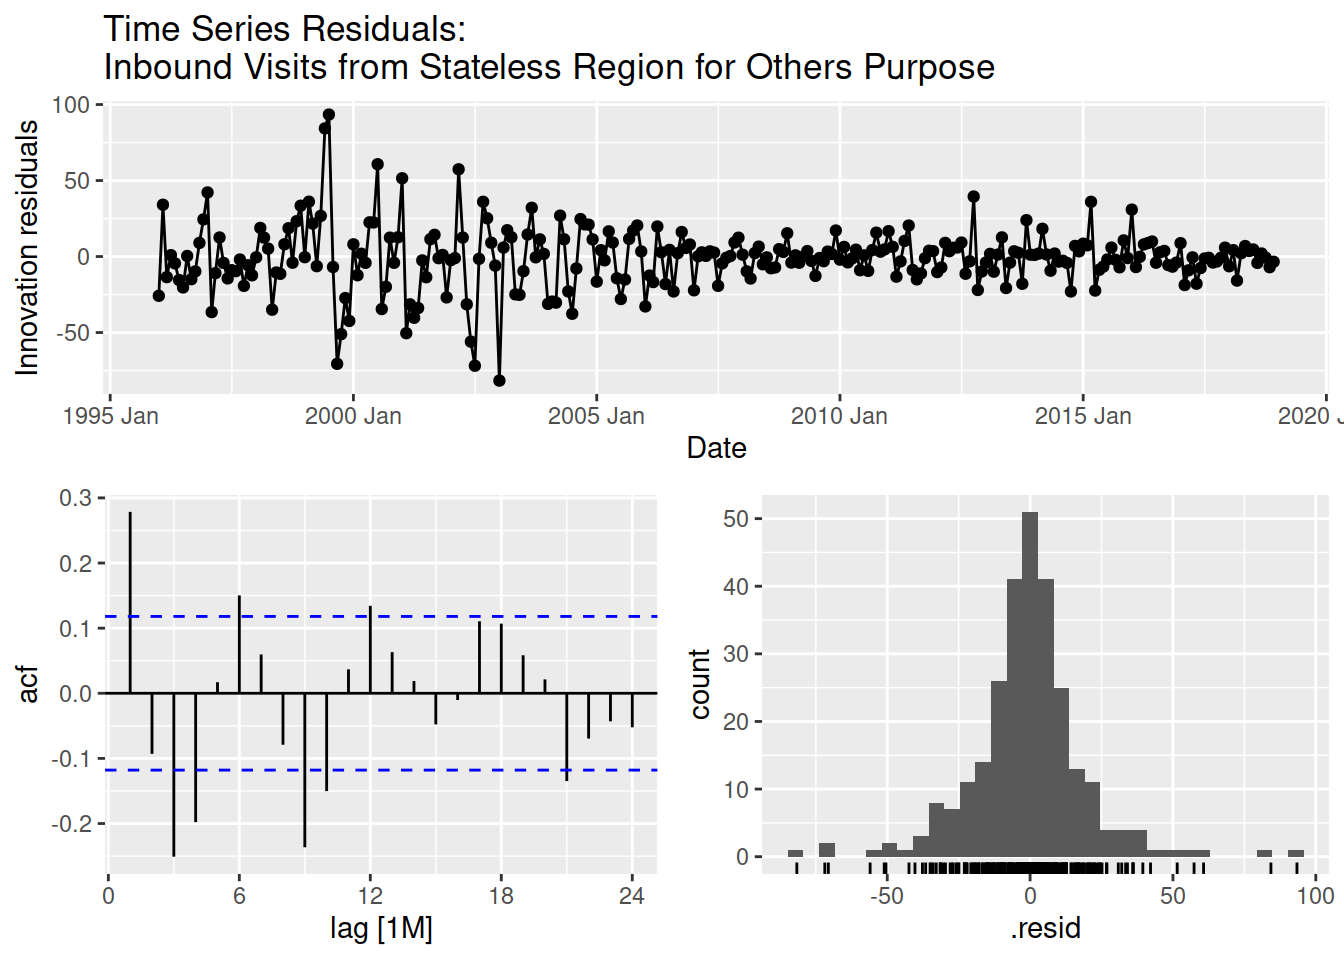 Time Series Residuals:
Inbound Visits from Stateless Region for Others Purpose
Innovation residuals
100
50
0
-50
1995 Jan 2000 Jan 2005 Jan 2010 Jan 2015 Jan 2020 J
Date
acf
0.3
0.2
0.1
0.0
-0.1
-0.2
0 6 12 18 24
lag [1M]
count
50
40
30
20
10
0
-50 0 50 100
.resid